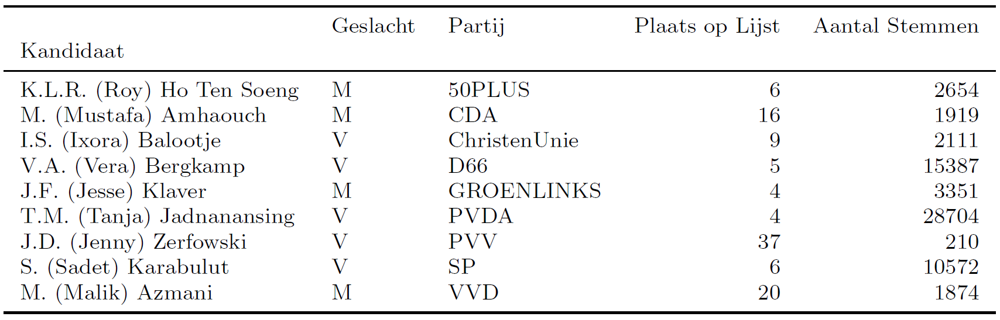 Geslacht Partij Plaats op Lijst Aantal Stemmen
Kandidaat
K.L.R. (Roy) Ho Ten Soeng M 50PLUS 6 2654
M. (Mustafa) Amhaouch M CDA 16 1919
I.S. (Ixora) Balootje V ChristenUnie 9 2111
V.A. (Vera) Bergkamp V D66 5 15387
J.F. (Jesse) Klaver M GROENLINKS 4 3351
T.M. (Tanja) Jadnanansing V PVDA 4 28704
J.D. (Jenny) Zerfowski V PVV 37 210
S. (Sadet) Karabulut V SP 6 10572
M. (Malik) Azmani M VVD 20 1874